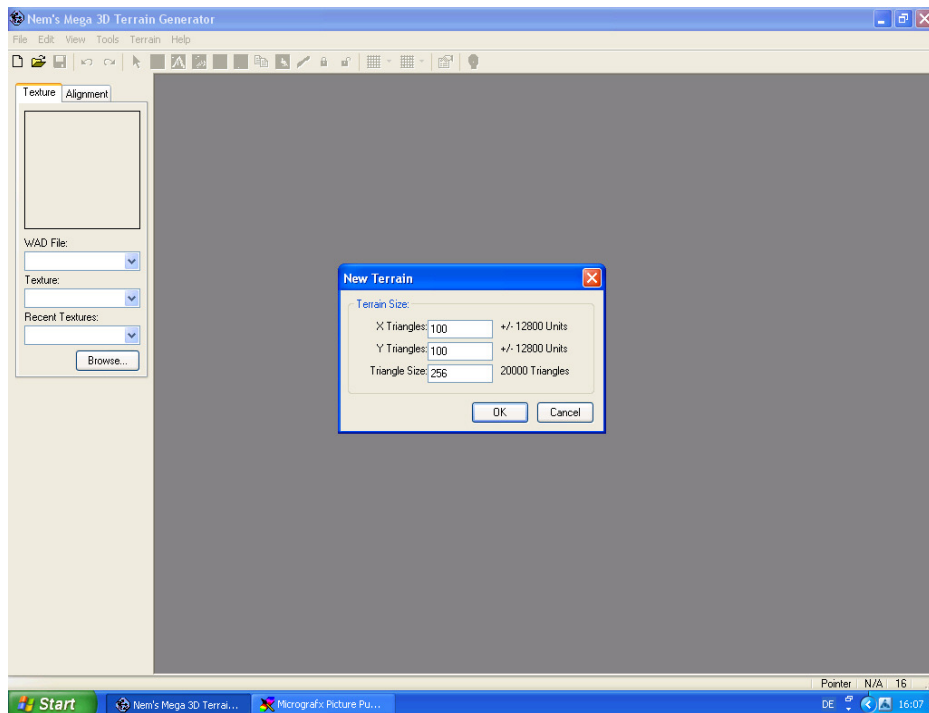 Nem's Mega 3D Terrain Generator
File Edit View Tools Terrain Help
Texture Alignment
WAD File:
Texture:
Recent Textures:
Browse...
New Terrain
Terrain Size:
X Triangles: 100 +/- 12800 Units
Y Triangles: 100 +/- 12800 Units
Triangle Size: 256 20000 Triangles
OK Cancel
Pointer N/A 16
Start Nem's Mega 3D Terrai... Micrografx Picture Pu... DE 16:07